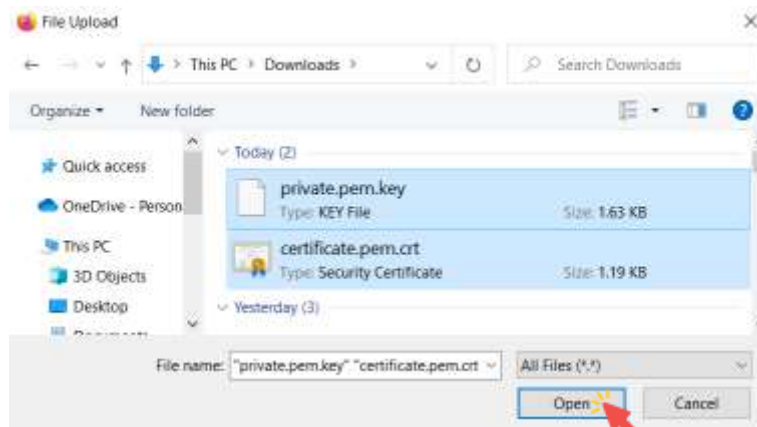 File Upload
This PC > Downloads >
Search Downloads
Organize
New folder
Quick access
OneDrive - Person
This PC
3D Objects
Desktop
Today (2)
private.pem.key
Type: KEY File
Size: 1.63 KB
certificate.pem.crt
Type: Security Certificate
Size: 1.19 KB
Yesterday (3)
File name: "private.pem.key" "certificate.pem.crt
All Files (*.*)
Open
Cancel